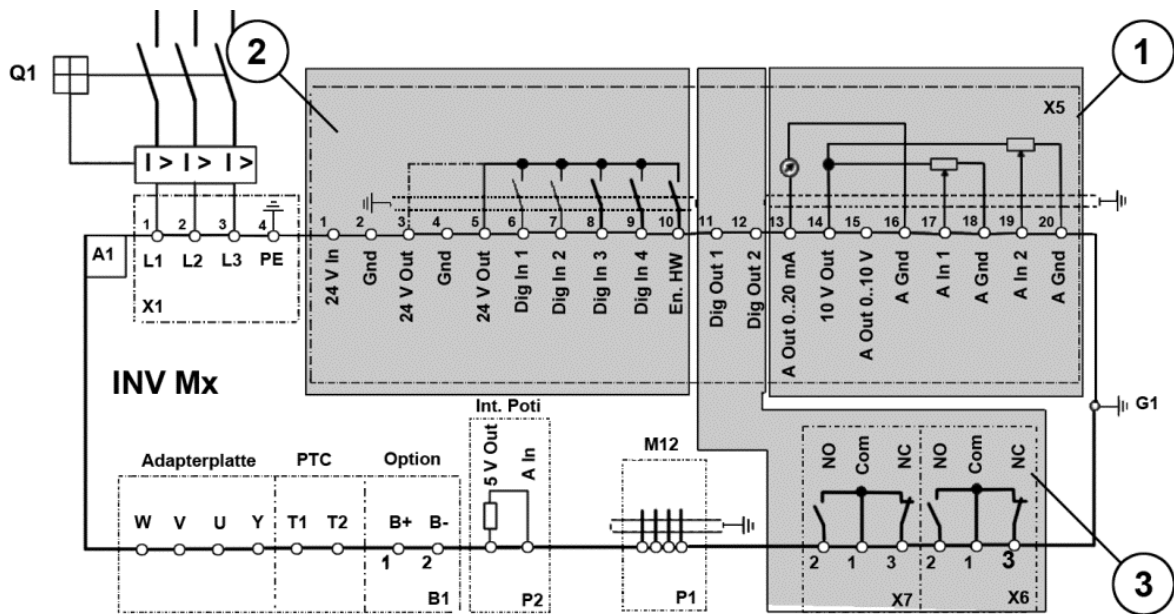 2
1
Q1
X5
I > I > I >
1 2 3 4
1 2 3 4 5 6 7 8 9 10 11 12 13 14 15 16 17 18 19 20
A1
L1 L2 L3 PE
X1
24 V In
Gnd
24 V Out
Gnd
24 V Out
Dig In 1
Dig In 2
Dig In 3
Dig In 4
En. HW
Dig Out 1
Dig Out 2
A Out 0..20 mA
10 V Out
A Out 0..10 V
A Gnd
A In 1
A Gnd
A In 2
A Gnd
INV Mx
G1
Int. Poti
5 V Out
A In
M12
NO
Com
NC
NO
Com
NC
Adapterplatte PTC Option
W V U Y T1 T2 B+ B-
1 2
2 1 3 2 1 3
B1
P2
P1
X7
X6
3